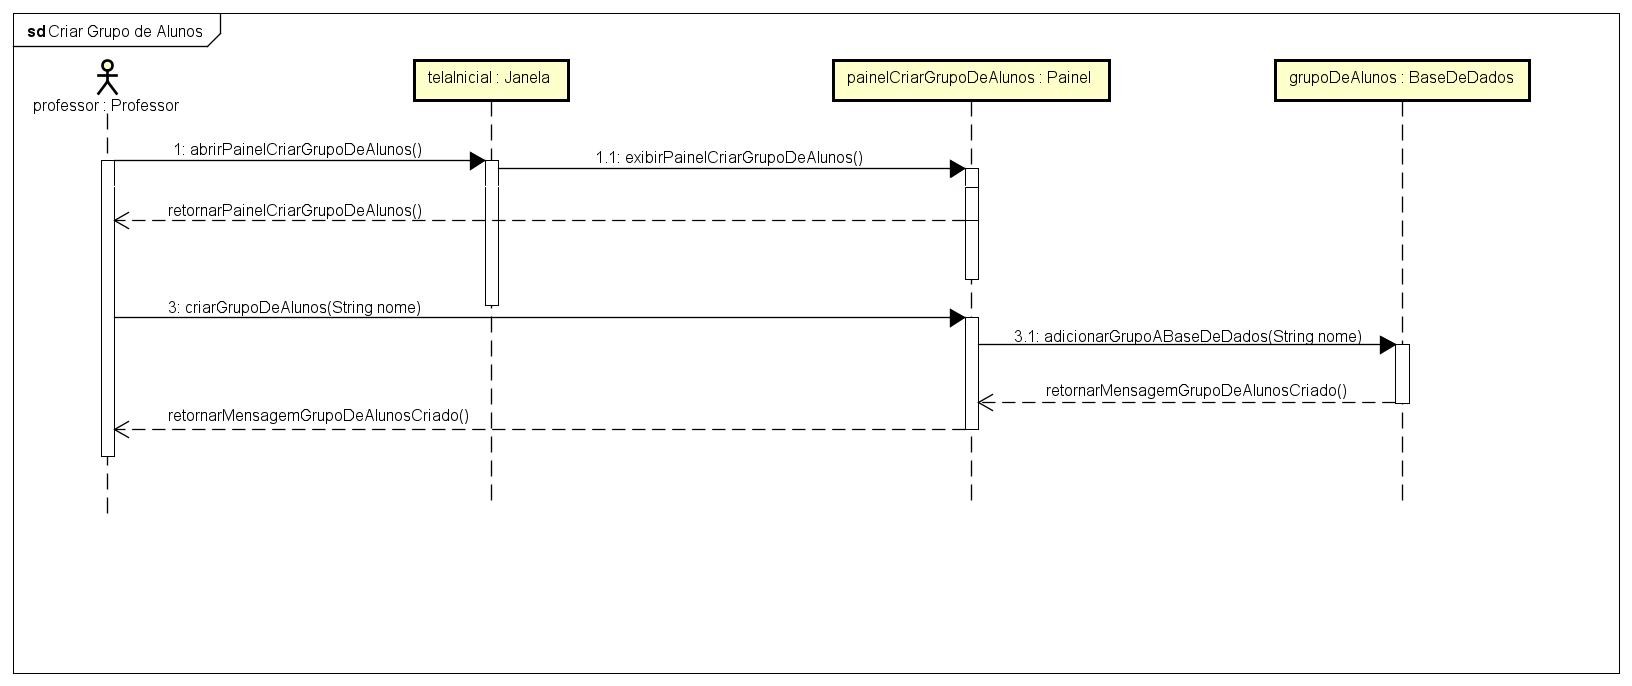 sd Criar Grupo de Alunos
professor : Professor
telaInicial : Janela
painelCriarGrupoDeAlunos : Painel
grupoDeAlunos : BaseDeDados
1: abrirPainelCriarGrupoDeAlunos()
1.1: exibirPainelCriarGrupoDeAlunos()
retornarPainelCriarGrupoDeAlunos()
3: criarGrupoDeAlunos(String nome)
3.1: adicionarGrupoABaseDeDados(String nome)
retornarMensagemGrupoDeAlunosCriado()
retornarMensagemGrupoDeAlunosCriado()